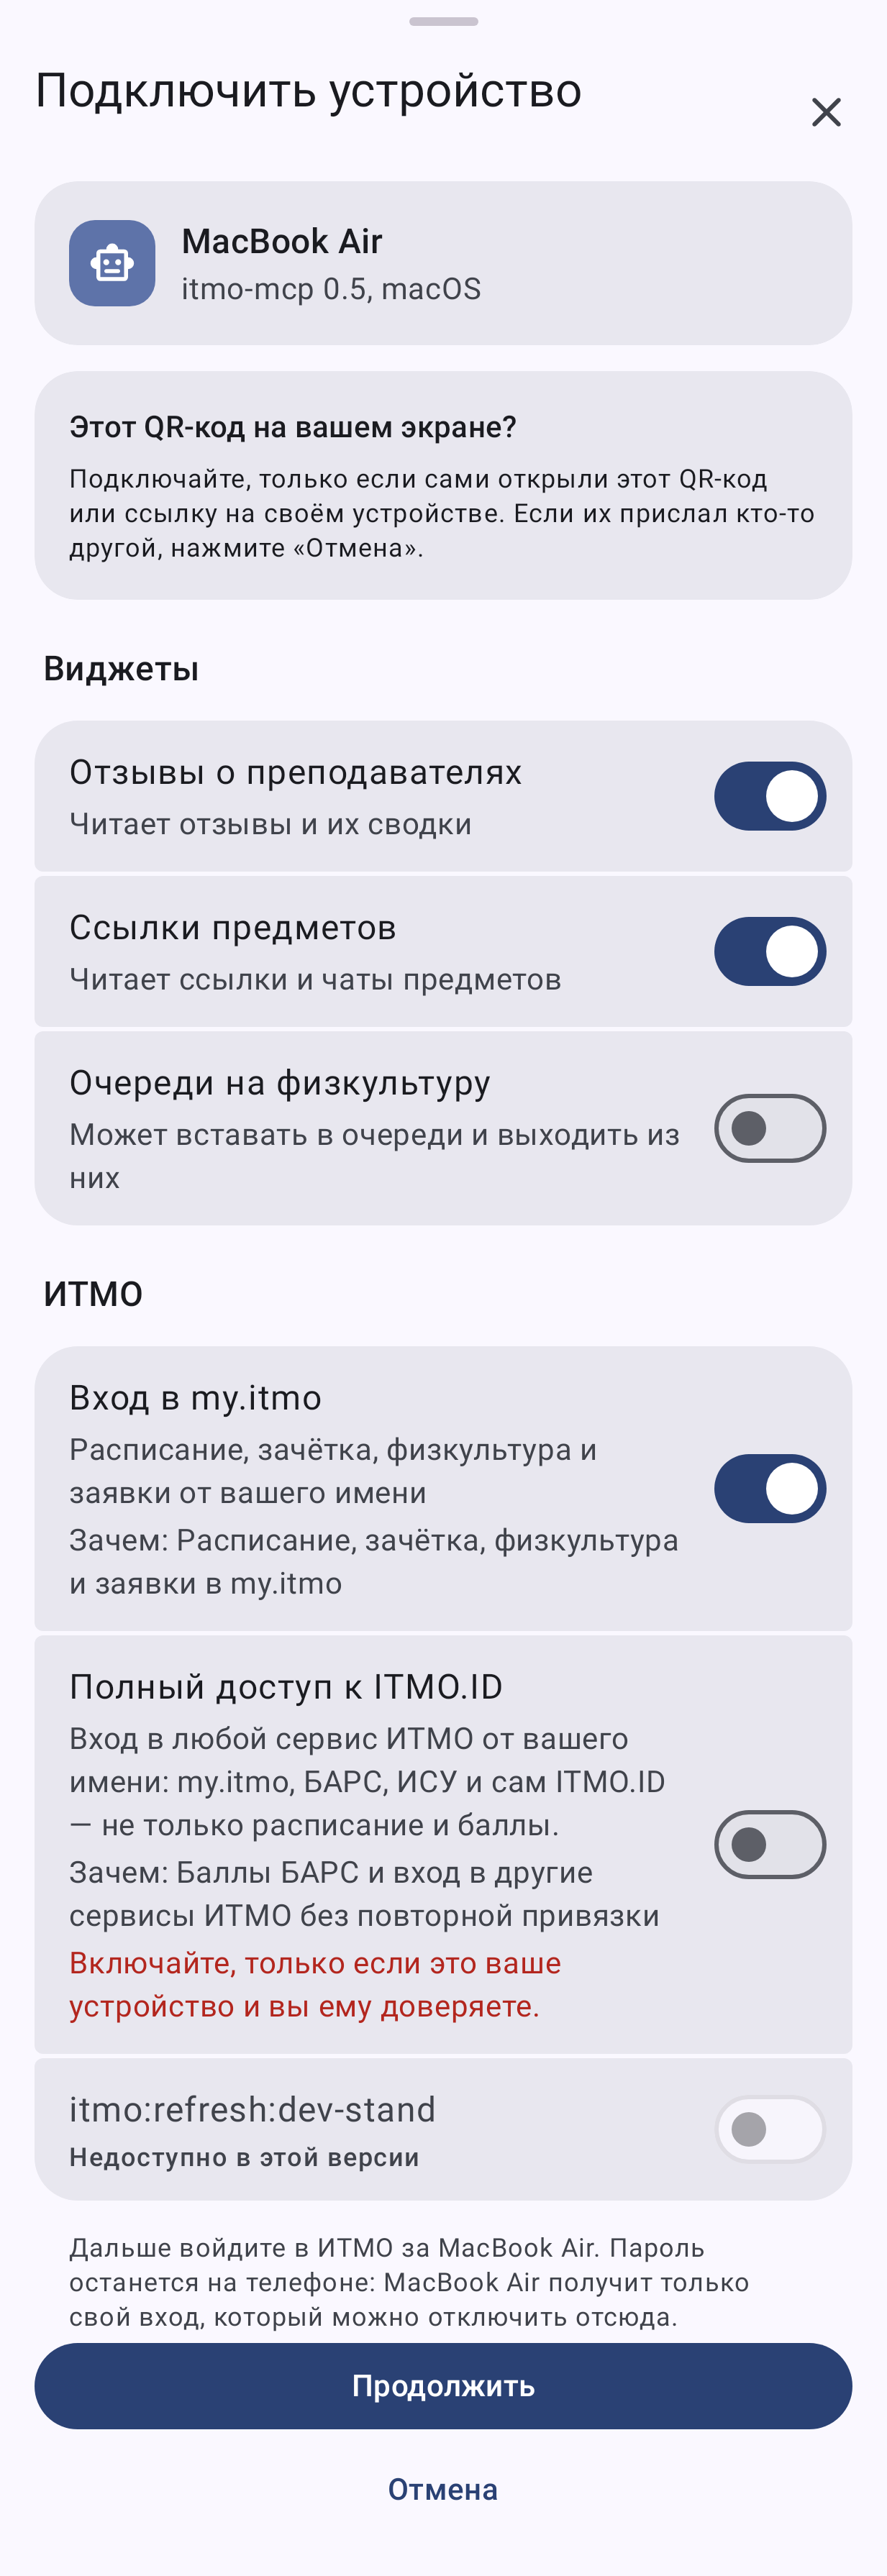 Подключить устройство
MacBook Air
itmo-mcp 0.5, macOS
Этот QR-код на вашем экране?
Подключайте, только если сами открыли этот QR-код
или ссылку на своём устройстве. Если их прислал кто-то
другой, нажмите «Отмена».
Виджеты
Отзывы о преподавателях
Читает отзывы и их сводки
Ссылки предметов
Читает ссылки и чаты предметов
Очереди на физкультуру
Может вставать в очереди и выходить из
них
ИТМО
Вход в my.itmo
Расписание, зачётка, физкультура и
заявки от вашего имени
Зачем: Расписание, зачётка, физкультура
и заявки в my.itmo
Полный доступ к ITMO.ID
Вход в любой сервис ИТМО от вашего
имени: my.itmo, БАРС, ИСУ и сам ITMO.ID
— не только расписание и баллы.
Зачем: Баллы БАРС и вход в другие
сервисы ИТМО без повторной привязки
Включайте, только если это ваше
устройство и вы ему доверяете.
itmo:refresh:dev-stand
Недоступно в этой версии
Дальше войдите в ИТМО за MacBook Air. Пароль
останется на телефоне: MacBook Air получит только
свой вход, который можно отключить отсюда.
Продолжить
Отмена